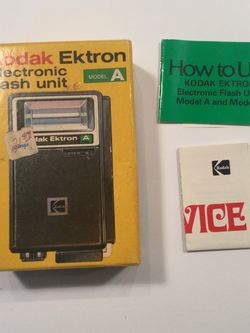 Kodak Ektron
electronic
flash unit
MODEL A
Kodak Ektron A
Kodak
How to U
KODAK EKTRO
Electronic Flash U
Model A and Mod
Kodak
VICE